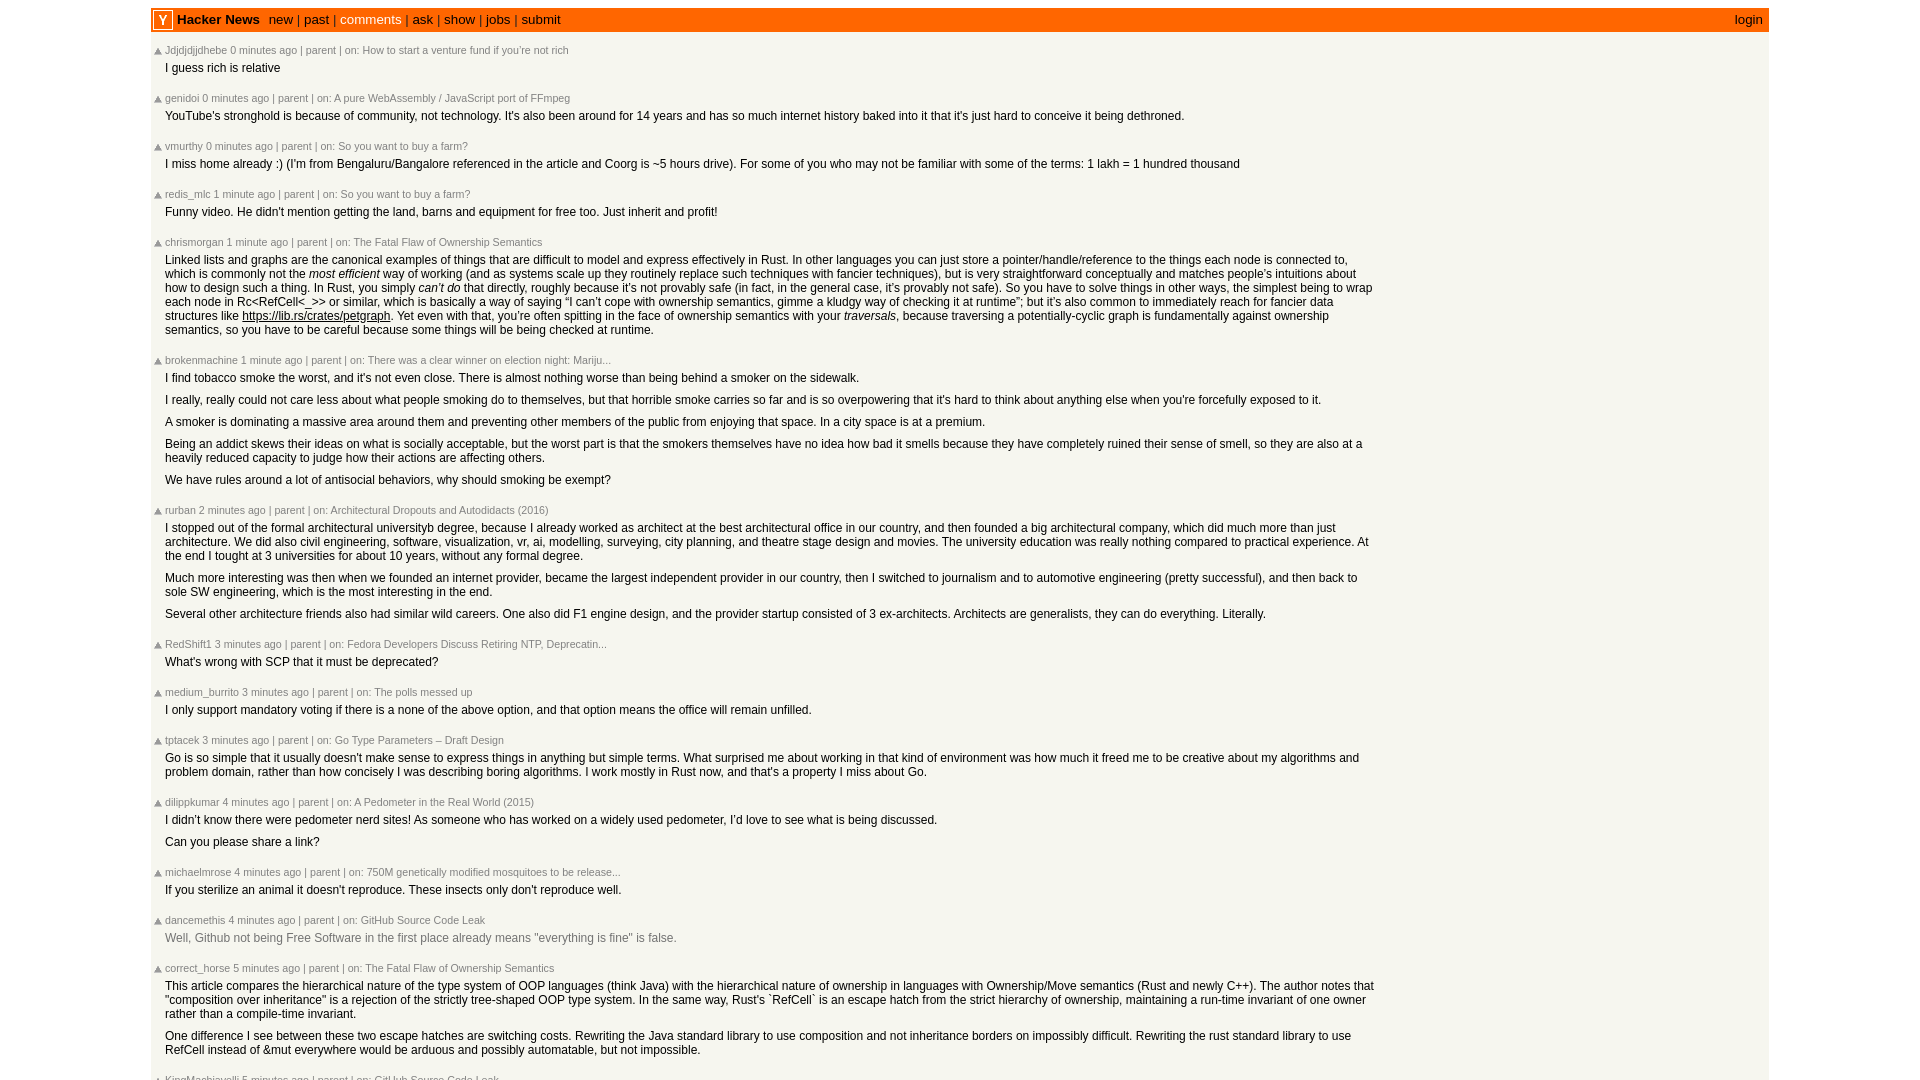 Y Hacker News new | past | comments | ask | show | jobs | submit login
Jdjdjdjjdhebe 0 minutes ago | parent | on: How to start a venture fund if you're not rich
I guess rich is relative
genidoi 0 minutes ago | parent | on: A pure WebAssembly / JavaScript port of FFmpeg
YouTube's stronghold is because of community, not technology. It's also been around for 14 years and has so much internet history baked into it that it's just hard to conceive it being dethroned.
vmurthy 0 minutes ago | parent | on: So you want to buy a farm?
I miss home already :) (I'm from Bengaluru/Bangalore referenced in the article and Coorg is ~5 hours drive). For some of you who may not be familiar with some of the terms: 1 lakh = 1 hundred thousand
redis_mlc 1 minute ago | parent | on: So you want to buy a farm?
Funny video. He didn't mention getting the land, barns and equipment for free too. Just inherit and profit!
chrismorgan 1 minute ago | parent | on: The Fatal Flaw of Ownership Semantics
Linked lists and graphs are the canonical examples of things that are difficult to model and express effectively in Rust. In other languages you can just store a pointer/handle/reference to the things each node is connected to,
which is commonly not the most efficient way of working (and as systems scale up they routinely replace such techniques with fancier techniques), but is very straightforward conceptually and matches people's intuitions about
how to design such a thing. In Rust, you simply can't do that directly, roughly because it's not provably safe (in fact, in the general case, it's provably not safe). So you have to solve things in other ways, the simplest being to wrap
each node in Rc<RefCell<_>> or similar, which is basically a way of saying “I can't cope with ownership semantics, gimme a kludgy way of checking it at runtime”; but it's also common to immediately reach for fancier data
structures like https://lib.rs/crates/petgraph. Yet even with that, you're often spitting in the face of ownership semantics with your traversals, because traversing a potentially-cyclic graph is fundamentally against ownership
semantics, so you have to be careful because some things will be being checked at runtime.
brokenmachine 1 minute ago | parent | on: There was a clear winner on election night: Mariju...
I find tobacco smoke the worst, and it's not even close. There is almost nothing worse than being behind a smoker on the sidewalk.
I really, really could not care less about what people smoking do to themselves, but that horrible smoke carries so far and is so overpowering that it's hard to think about anything else when you're forcefully exposed to it.
A smoker is dominating a massive area around them and preventing other members of the public from enjoying that space. In a city space is at a premium.
Being an addict skews their ideas on what is socially acceptable, but the worst part is that the smokers themselves have no idea how bad it smells because they have completely ruined their sense of smell, so they are also at a
heavily reduced capacity to judge how their actions are affecting others.
We have rules around a lot of antisocial behaviors, why should smoking be exempt?
rurban 2 minutes ago | parent | on: Architectural Dropouts and Autodidacts (2016)
I stopped out of the formal architectural universityb degree, because I already worked as architect at the best architectural office in our country, and then founded a big architectural company, which did much more than just
architecture. We did also civil engineering, software, visualization, vr, ai, modelling, surveying, city planning, and theatre stage design and movies. The university education was really nothing compared to practical experience. At
the end I tought at 3 universities for about 10 years, without any formal degree.
Much more interesting was then when we founded an internet provider, became the largest independent provider in our country, then I switched to journalism and to automotive engineering (pretty successful), and then back to
sole SW engineering, which is the most interesting in the end.
Several other architecture friends also had similar wild careers. One also did F1 engine design, and the provider startup consisted of 3 ex-architects. Architects are generalists, they can do everything. Literally.
RedShift1 3 minutes ago | parent | on: Fedora Developers Discuss Retiring NTP, Deprecatin...
What's wrong with SCP that it must be deprecated?
medium_burrito 3 minutes ago | parent | on: The polls messed up
I only support mandatory voting if there is a none of the above option, and that option means the office will remain unfilled.
tptacek 3 minutes ago | parent | on: Go Type Parameters – Draft Design
Go is so simple that it usually doesn't make sense to express things in anything but simple terms. What surprised me about working in that kind of environment was how much it freed me to be creative about my algorithms and
problem domain, rather than how concisely I was describing boring algorithms. I work mostly in Rust now, and that's a property I miss about Go.
dilippkumar 4 minutes ago | parent | on: A Pedometer in the Real World (2015)
I didn't know there were pedometer nerd sites! As someone who has worked on a widely used pedometer, I'd love to see what is being discussed.
Can you please share a link?
michaelmrose 4 minutes ago | parent | on: 750M genetically modified mosquitoes to be release...
If you sterilize an animal it doesn't reproduce. These insects only don't reproduce well.
dancemethis 4 minutes ago | parent | on: GitHub Source Code Leak
Well, Github not being Free Software in the first place already means "everything is fine" is false.
correct_horse 5 minutes ago | parent | on: The Fatal Flaw of Ownership Semantics
This article compares the hierarchical nature of the type system of OOP languages (think Java) with the hierarchical nature of ownership in languages with Ownership/Move semantics (Rust and newly C++). The author notes that
"composition over inheritance" is a rejection of the strictly tree-shaped OOP type system. In the same way, Rust's `RefCell` is an escape hatch from the strict hierarchy of ownership, maintaining a run-time invariant of one owner
rather than a compile-time invariant.
One difference I see between these two escape hatches are switching costs. Rewriting the Java standard library to use composition and not inheritance borders on impossibly difficult. Rewriting the rust standard library to use
RefCell instead of &mut everywhere would be arduous and possibly automatable, but not impossible.
KingMachiavelli 5 minutes ago | parent | on: GitHub Source Code Leak